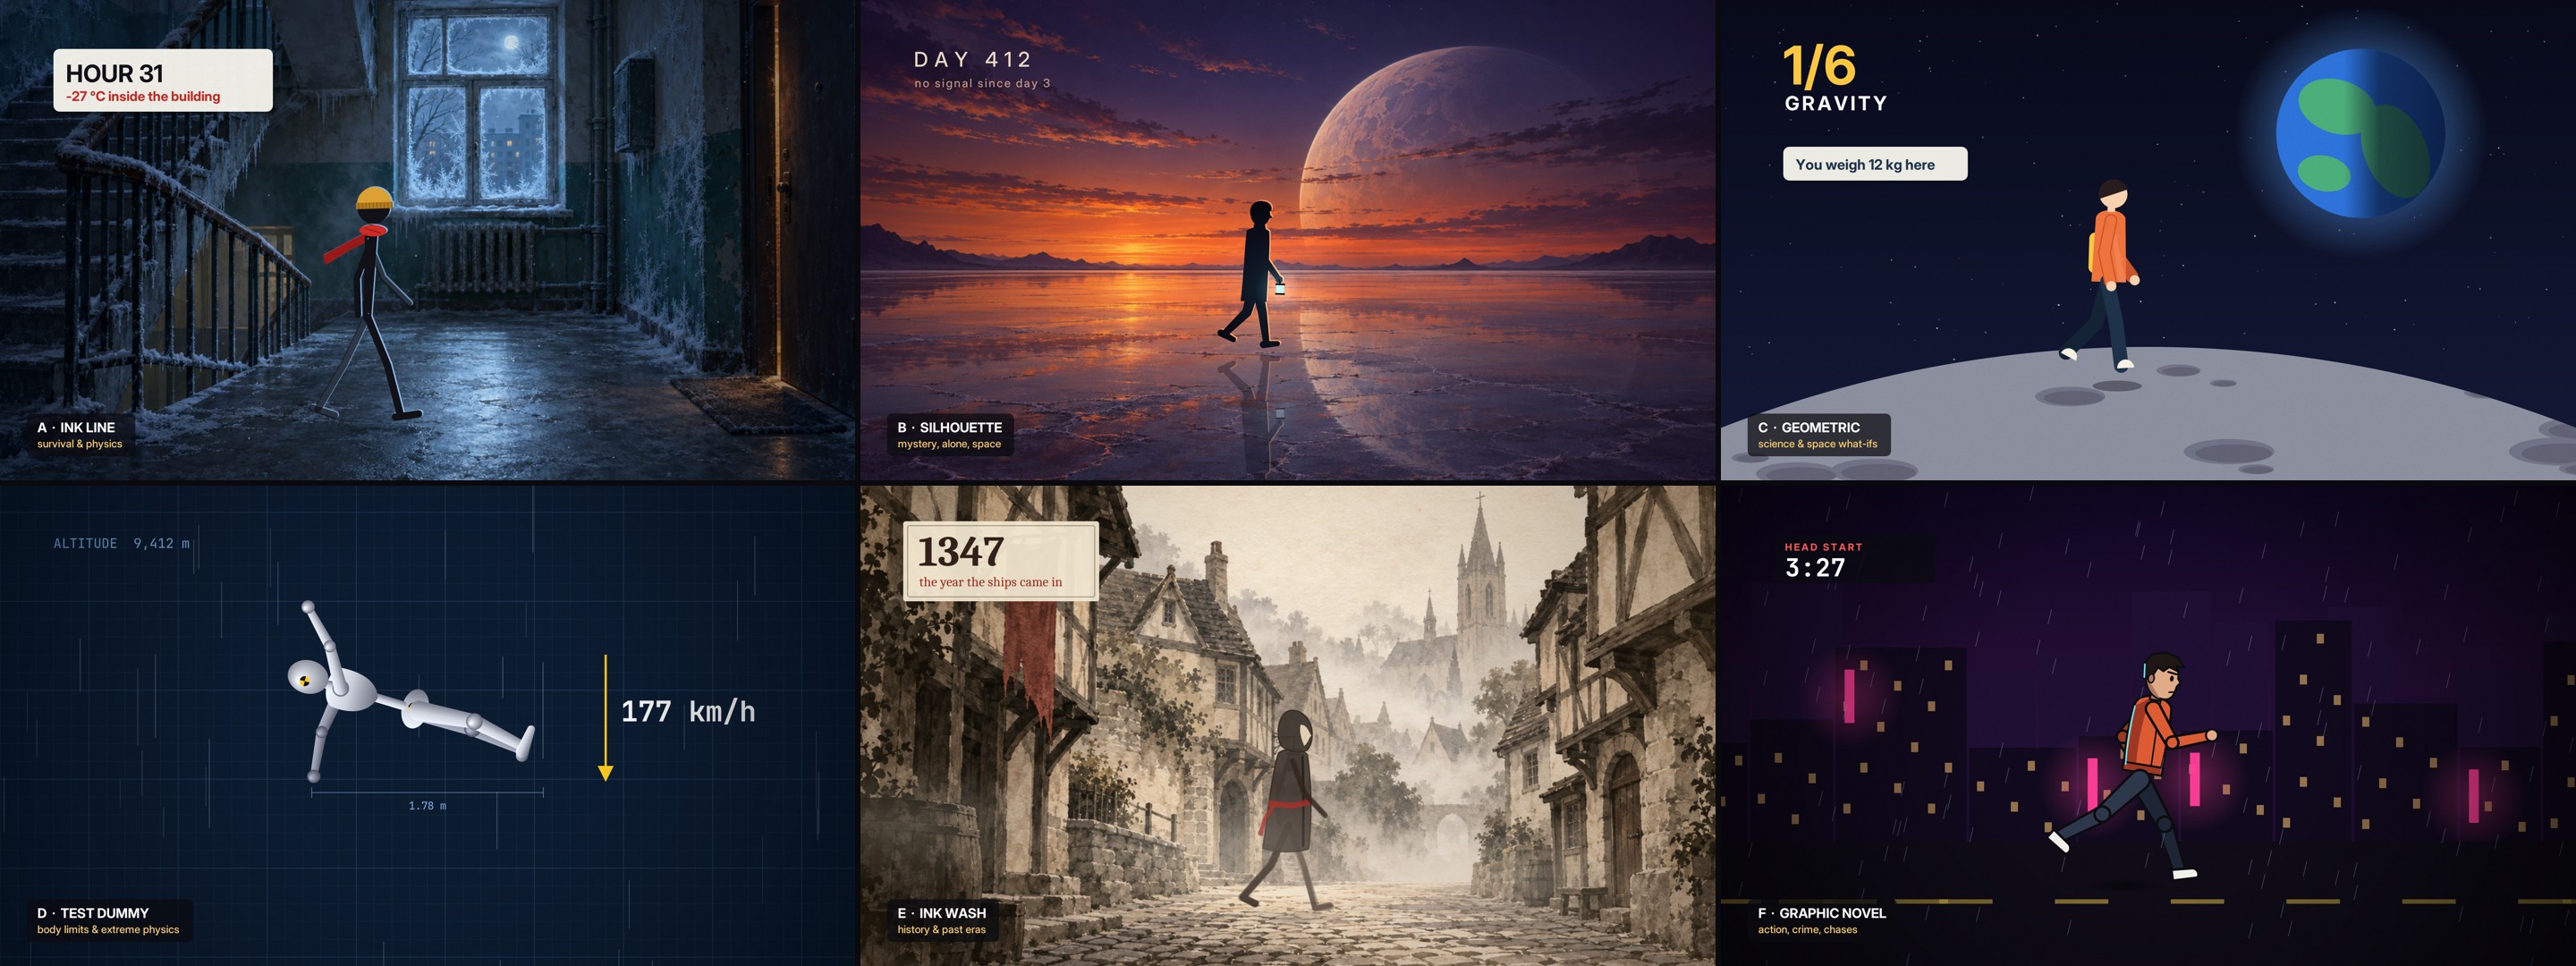 HOUR 31
-27 °C inside the building
A · INK LINE
survival & physics
DAY 412
no signal since day 3
B · SILHOUETTE
mystery, alone, space
1/6
GRAVITY
You weigh 12 kg here
C · GEOMETRIC
science & space what-ifs
ALTITUDE 9,412 m
177 km/h
1.78 m
D · TEST DUMMY
body limits & extreme physics
1347
the year the ships came in
E · INK WASH
history & past eras
HEAD START
3:27
F · GRAPHIC NOVEL
action, crime, chases